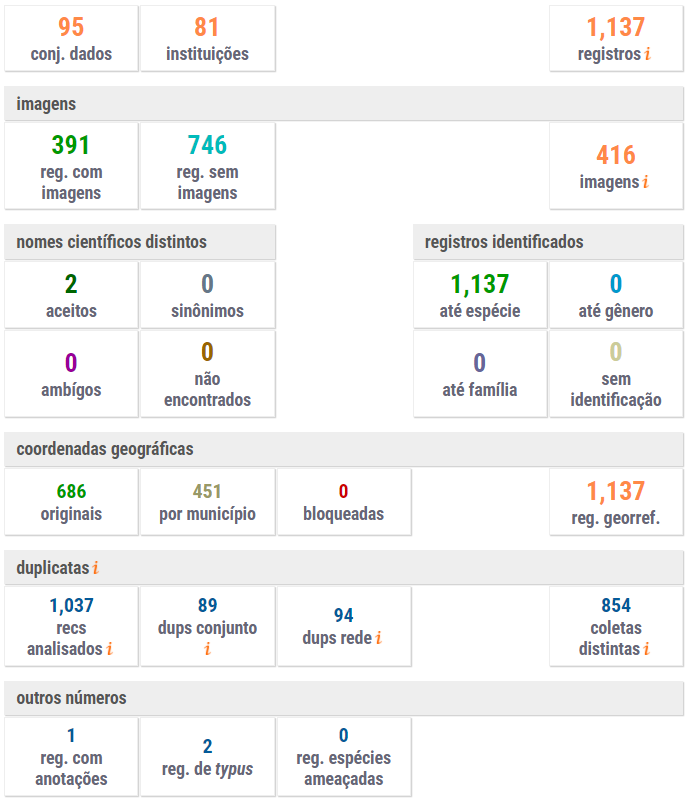 95
conj. dados
81
instituições
1,137
registros i
imagens
391
reg. com
imagens
746
reg. sem
imagens
416
imagens i
nomes científicos distintos
2
aceitos
0
sinônimos
0
ambígos
0
não
encontrados
registros identificados
1,137
até espécie
0
até gênero
0
até família
0
sem
identificação
coordenadas geográficas
686
originais
451
por município
0
bloqueadas
1,137
reg. georref.
duplicatas i
1,037
recs
analisados i
89
dups conjunto
i
94
dups rede i
854
coletas
distintas i
outros números
1
reg. com
anotações
2
reg. de typus
0
reg. espécies
ameaçadas